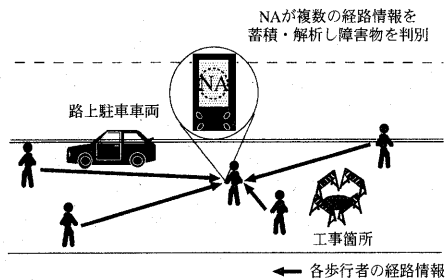 NAが複数の経路情報を
蓄積・解析し障害物を判別
NA
路上駐車車両
工事箇所
各歩行者の経路情報